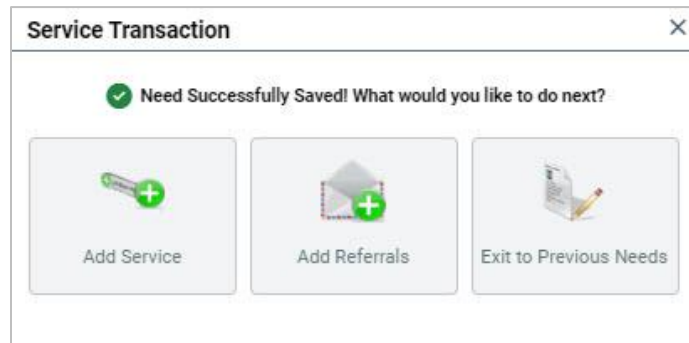 Service Transaction
Need Successfully Saved! What would you like to do next?
Add Service
Add Referrals
Exit to Previous Needs